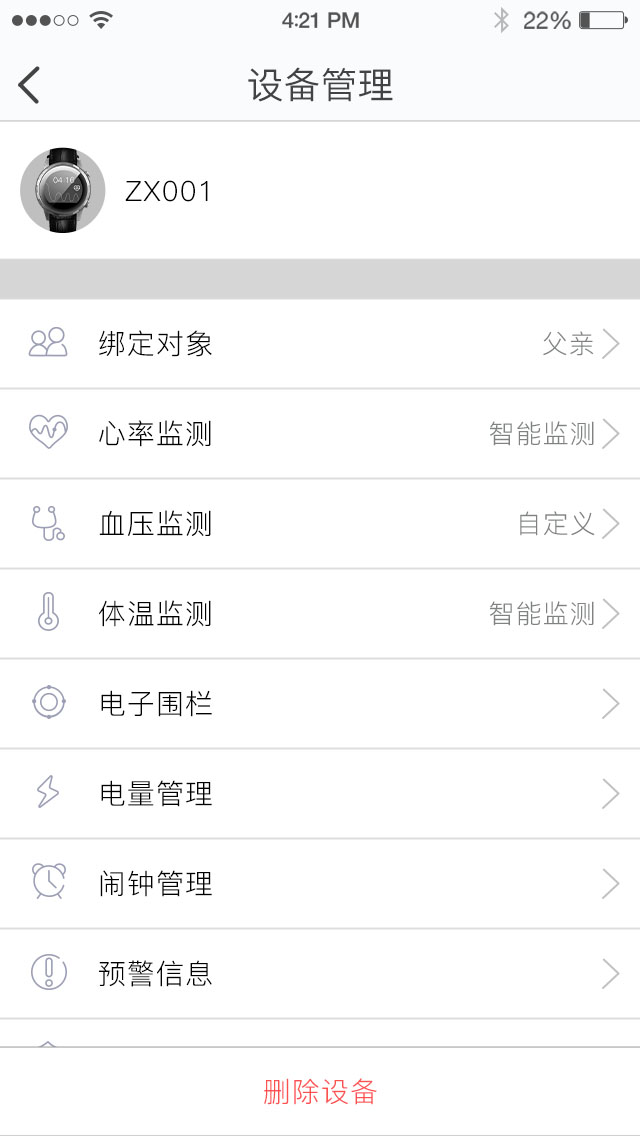 4:21 PM 22%
设备管理
04:16
ZX001
绑定对象 父亲
心率监测 智能监测
血压监测 自定义
体温监测 智能监测
电子围栏
电量管理
闹钟管理
预警信息
删除设备